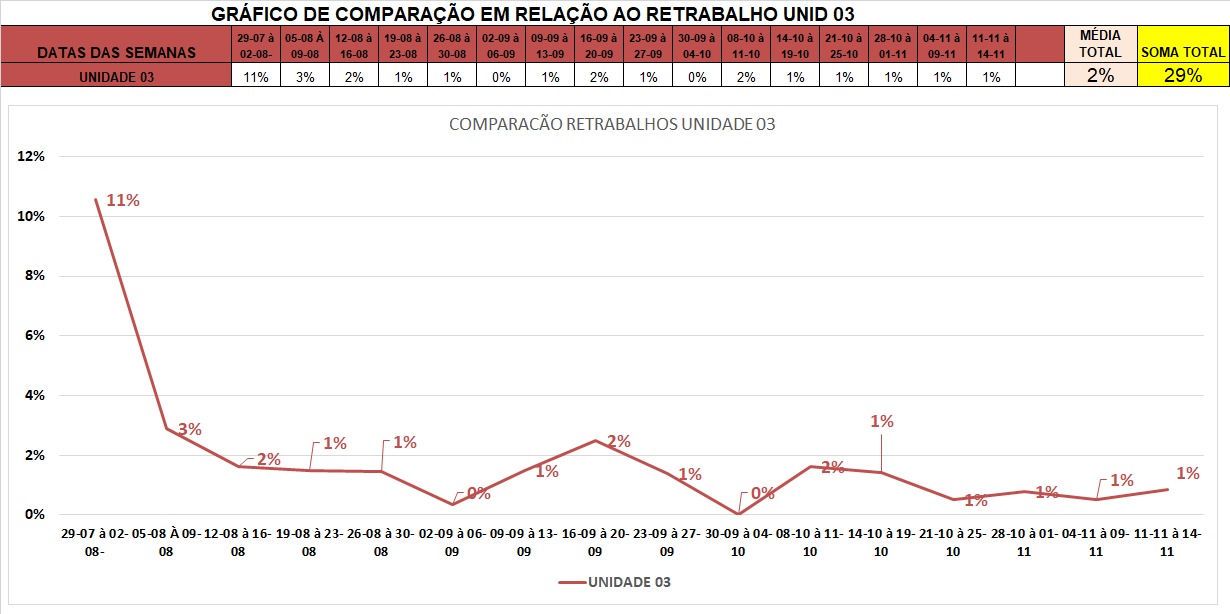 GRÁFICO DE COMPARAÇÃO EM RELAÇÃO AO RETRABALHO UNID 03
DATAS DAS SEMANAS 29-07 à 02-08- 05-08 À 09-08 12-08 à 16-08 19-08 à 23-08 26-08 à 30-08 02-09 à 06-09 09-09 à 13-09 16-09 à 20-09 23-09 à 27-09 30-09 à 04-10 08-10 à 11-10 14-10 à 19-10 21-10 à 25-10 28-10 à 01-11 04-11 à 09-11 11-11 à 14-11 MÉDIA TOTAL SOMA TOTAL
UNIDADE 03 11% 3% 2% 1% 1% 0% 1% 2% 1% 0% 2% 1% 1% 1% 1% 1% 2% 29%
COMPARACÃO RETRABALHOS UNIDADE 03
12%
11%
10%
8%
6%
4%
3% 2% 1% 1% 0% 1% 2% 1% 0% 2% 1% 1% 1% 1% 1%
2%
0%
29-07 à 02-08- 05-08 À 09-08 12-08 à 16-08 19-08 à 23-08 26-08 à 30-08 02-09 à 06-09 09-09 à 13-09 16-09 à 20-09 23-09 à 27-09 30-09 à 04-10 08-10 à 11-10 14-10 à 19-10 21-10 à 25-10 28-10 à 01-11 04-11 à 09-11 11-11 à 14-11
UNIDADE 03